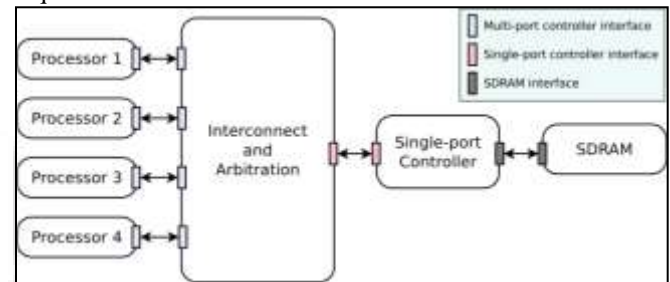 Multi-port controller interface
Single-port controller interface
SDRAM interface
Processor 1
Processor 2
Processor 3
Processor 4
Interconnect
and
Arbitration
Single-port
Controller
SDRAM